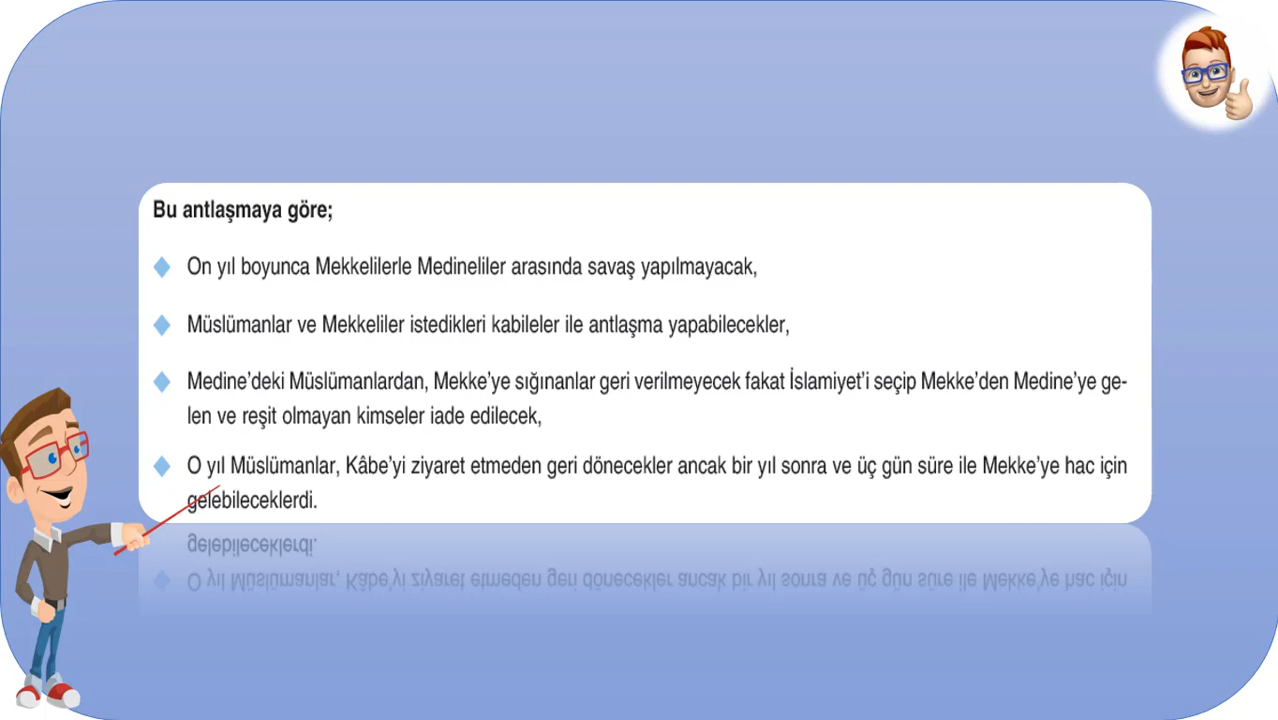 Bu antlaşmaya göre;
On yıl boyunca Mekkelilerle Medineliler arasında savaş yapılmayacak,
Müslümanlar ve Mekkeliler istedikleri kabileler ile antlaşma yapabilecekler,
Medine’deki Müslümanlardan, Mekke’ye sığınanlar geri verilmeyecek fakat İslamiyet’i seçip Mekke’den Medine’ye ge-
len ve reşit olmayan kimseler iade edilecek,
O yıl Müslümanlar, Kâbe’yi ziyaret etmeden geri dönecekler ancak bir yıl sonra ve üç gün süre ile Mekke’ye hac için
gelebileceklerdi.